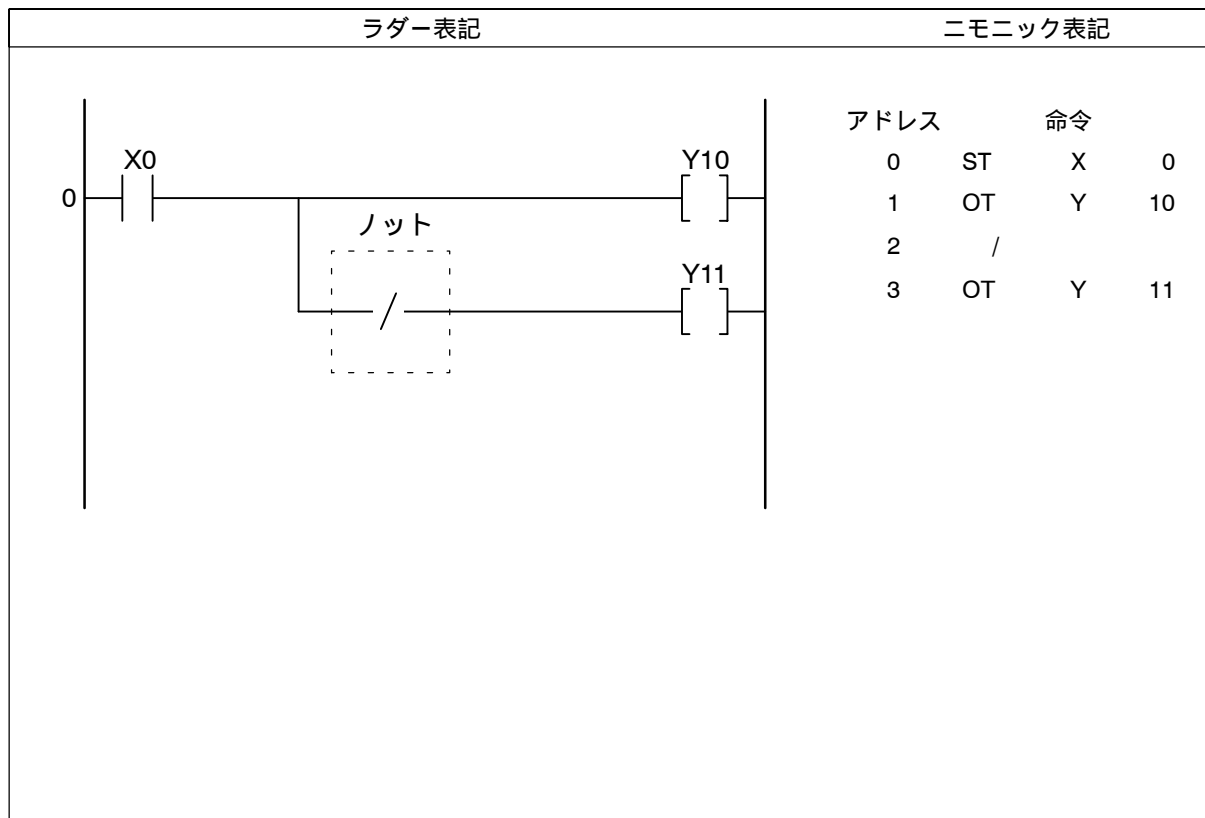 ラダー表記
ニモニック表記
X0
Y10
0
ノット
Y11
アドレス 命令
0 ST X 0
1 OT Y 10
2 /
3 OT Y 11